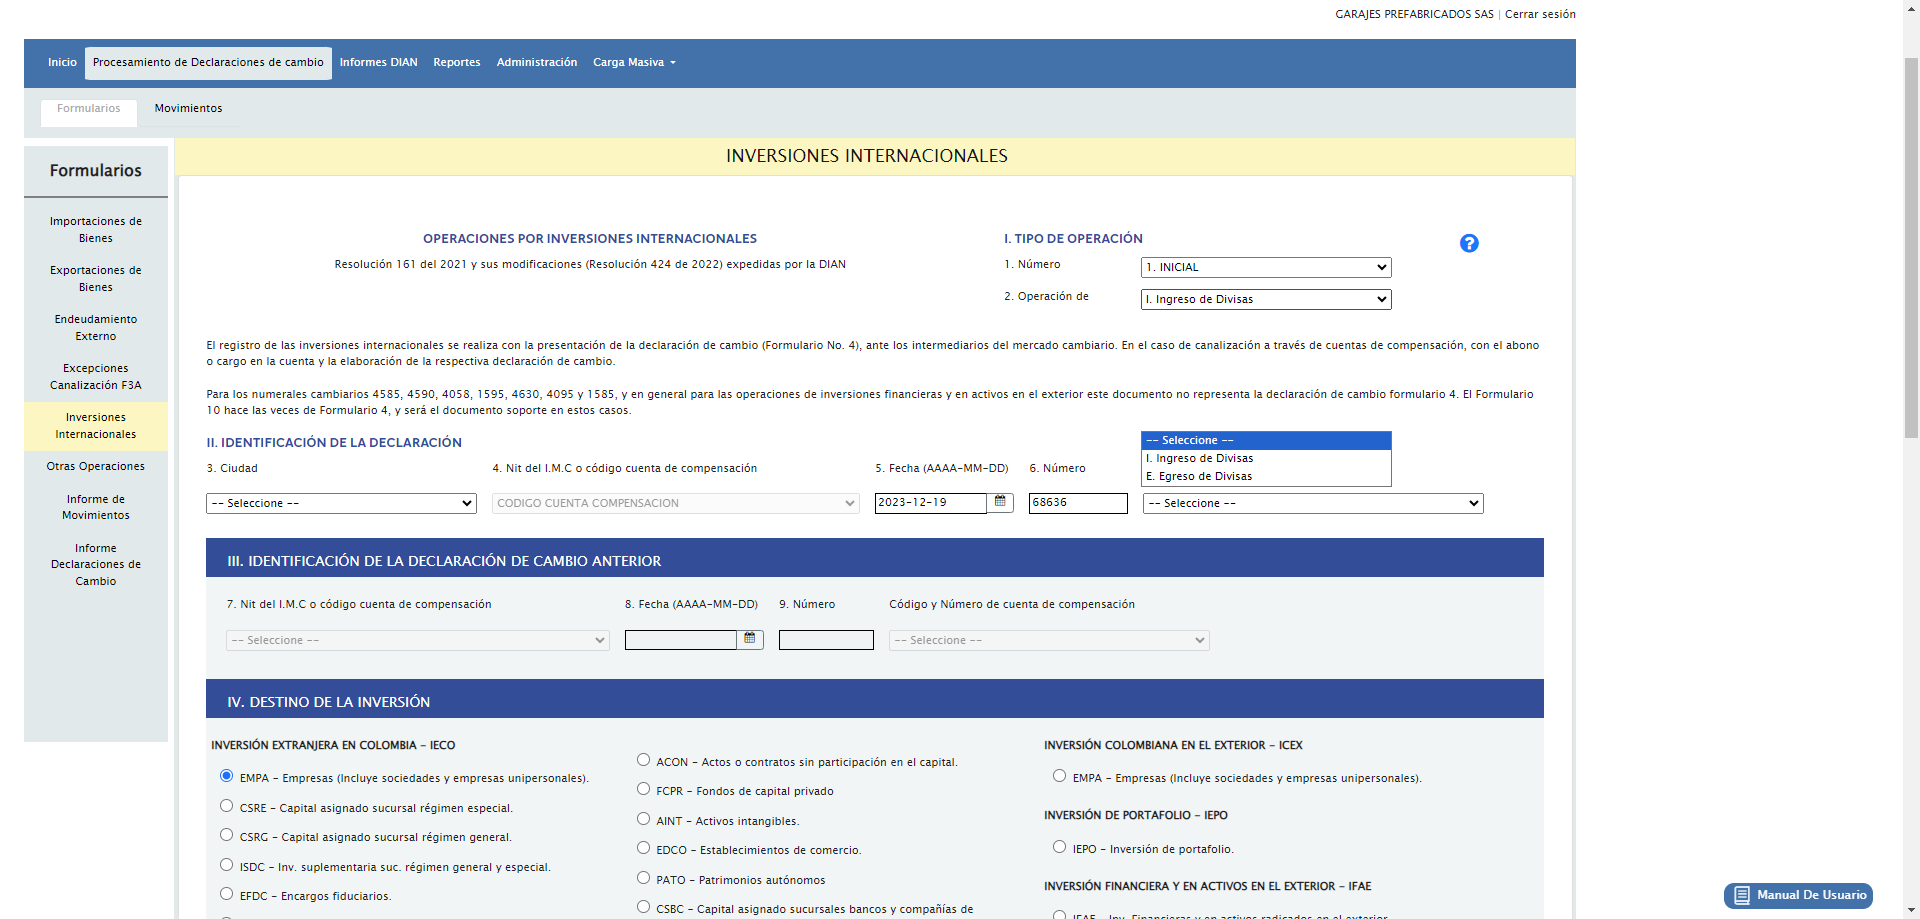 GARAJES PREFABRICADOS SAS | Cerrar sesión
Inicio
Procesamiento de Declaraciones de cambio
Informes DIAN
Reportes
Administración
Carga Masiva
Formularios
Movimientos
Formularios
Importaciones de
Bienes
Exportaciones de
Bienes
Endeudamiento
Externo
Excepciones
Canalización F3A
Inversiones
Internacionales
Otras Operaciones
Informe de
Movimientos
Informe
Declaraciones de
Cambio
INVERSIONES INTERNACIONALES
OPERACIONES POR INVERSIONES INTERNACIONALES
Resolución 161 del 2021 y sus modificaciones (Resolución 424 de 2022) expedidas por la DIAN
I. TIPO DE OPERACIÓN
?
1. Número
1. INICIAL
2. Operación de
I. Ingreso de Divisas
El registro de las inversiones internacionales se realiza con la presentación de la declaración de cambio (Formulario No. 4), ante los intermediarios del mercado cambiario. En el caso de canalización a través de cuentas de compensación, con el abono
o cargo en la cuenta y la elaboración de la respectiva declaración de cambio.
Para los numerales cambiarios 4585, 4590, 4058, 1595, 4630, 4095 y 1585, y en general para las operaciones de inversiones financieras y en activos en el exterior este documento no representa la declaración de cambio formulario 4. El Formulario
10 hace las veces de Formulario 4, y será el documento soporte en estos casos.
II. IDENTIFICACIÓN DE LA DECLARACIÓN
3. Ciudad
4. Nit del I.M.C o código cuenta de compensación
5. Fecha (AAAA-MM-DD)
6. Número
-- Seleccione --
I. Ingreso de Divisas
E. Egreso de Divisas
-- Seleccione --
CODIGO CUENTA COMPENSACION
2023-12-19
68636
-- Seleccione --
III. IDENTIFICACIÓN DE LA DECLARACIÓN DE CAMBIO ANTERIOR
7. Nit del I.M.C o código cuenta de compensación
8. Fecha (AAAA-MM-DD)
9. Número
Código y Número de cuenta de compensación
-- Seleccione --
-- Seleccione --
IV. DESTINO DE LA INVERSIÓN
INVERSIÓN EXTRANJERA EN COLOMBIA - IECO
EMPA - Empresas (Incluye sociedades y empresas unipersonales).
CSRE - Capital asignado sucursal régimen especial.
CSRG - Capital asignado sucursal régimen general.
ISDC - Inv. suplementaria suc. régimen general y especial.
EFDC - Encargos fiduciarios.
ACON - Actos o contratos sin participación en el capital.
FCPR - Fondos de capital privado
AINT - Activos intangibles.
EDCO - Establecimientos de comercio.
PATO - Patrimonios autónomos
CSBC - Capital asignado sucursales bancos y compañías de
INVERSIÓN COLOMBIANA EN EL EXTERIOR - ICEX
EMPA - Empresas (Incluye sociedades y empresas unipersonales).
INVERSIÓN DE PORTAFOLIO - IEPO
IEPO - Inversión de portafolio.
INVERSIÓN FINANCIERA Y EN ACTIVOS EN EL EXTERIOR - IFAE
IFAE - Inv. Financieras y en activos radicados en el exterior
Manual De Usuario